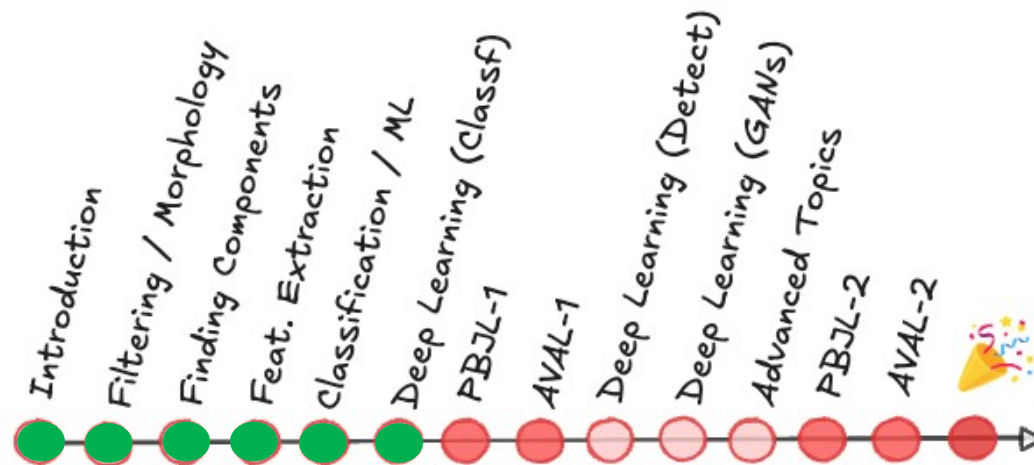 Introduction
Filtering / Morphology
Finding Components
Feat. Extraction
Classification / ML
Deep Learning (Classf)
PBJL-1
AVAL-1
Deep Learning (Detect)
Deep Learning (GANs)
Advanced Topics
PBJL-2
AVAL-2